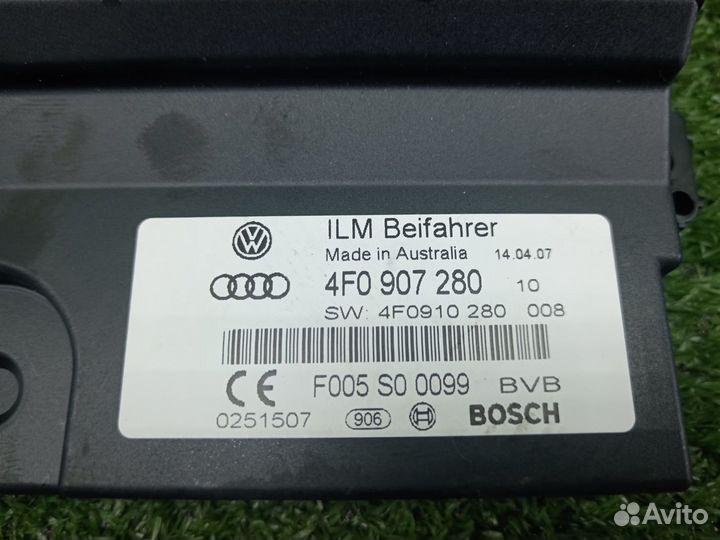 ILM Beifahrer
Made in Australia 14.04.07
4F0 907 280 10
SW: 4F0910 280 008
CE F005 S0 0099 BVB
0251507 906 BOSCH
Avito